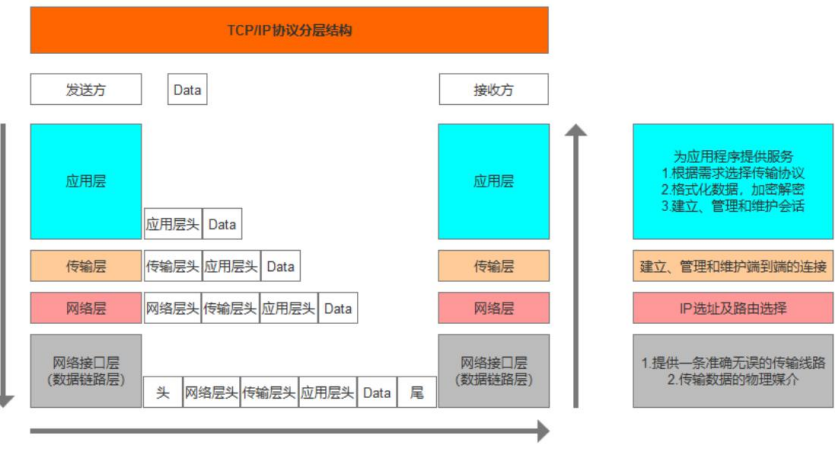 TCP/IP协议分层结构
发送方
Data
接收方
应用层
应用层
为应用程序提供服务
1.根据需求选择传输协议
2.格式化数据，加密解密
3.建立、管理和维护会话
应用层头 Data
传输层
传输层头 应用层头 Data
传输层
建立、管理和维护端到端的连接
网络层
网络层头 传输层头 应用层头 Data
网络层
IP选址及路由选择
网络接口层
(数据链路层)
头 网络层头 传输层头 应用层头 Data 尾
网络接口层
(数据链路层)
1.提供一条准确无误的传输线路
2.传输数据的物理媒介